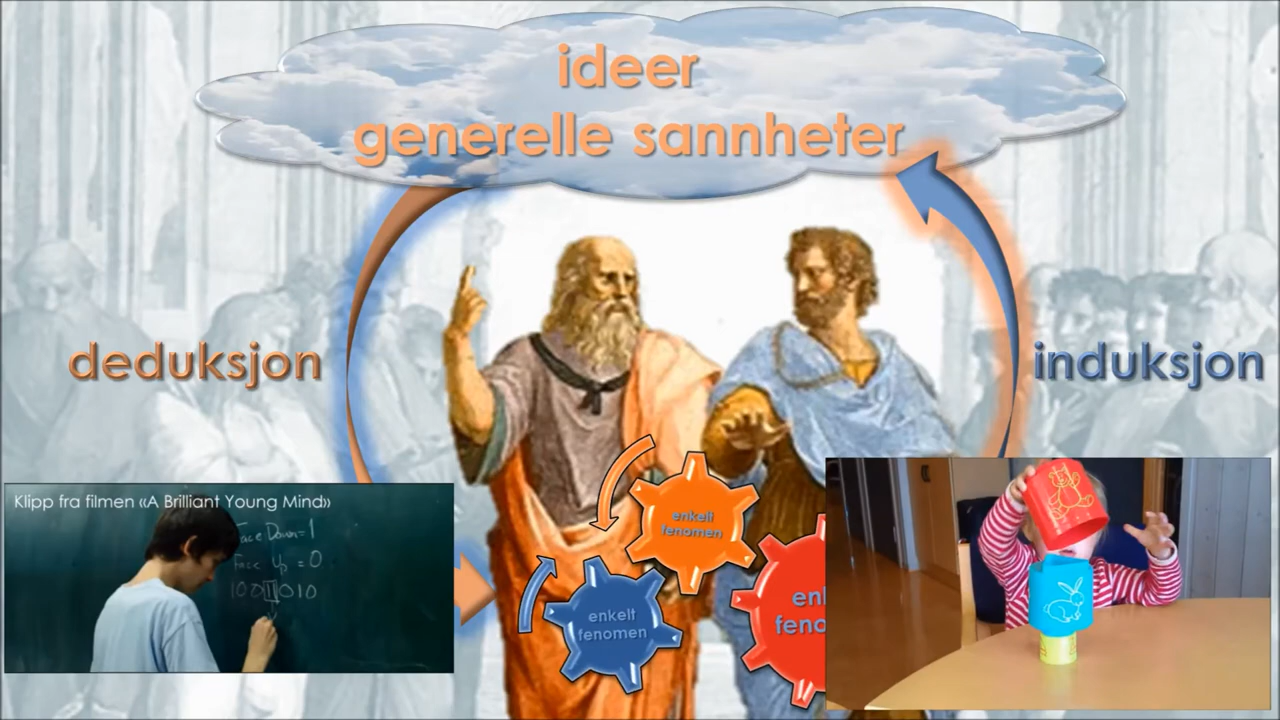 ideer
generelle sannheter
deduksjon
induksjon
Klipp fra filmen «A Brilliant Young Mind»
Face Down=1
Face Up = 0
1001010
enkelt
fenomen
enkelt
fenomen